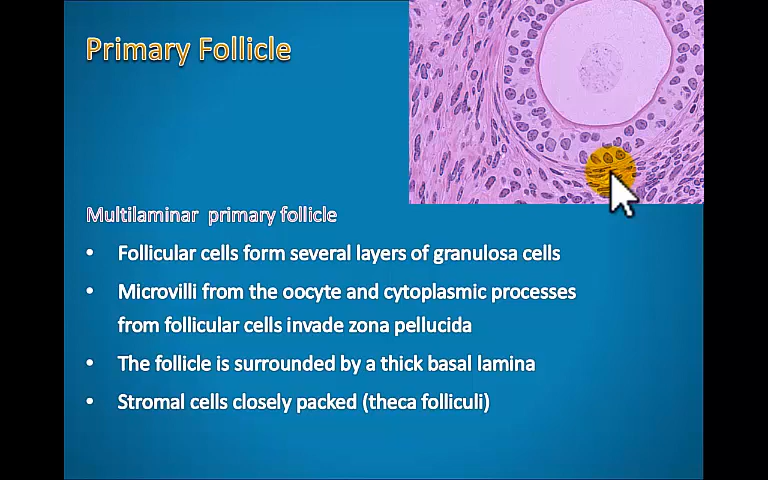 Primary Follicle
Multilaminar primary follicle
• Follicular cells form several layers of granulosa cells
• Microvilli from the oocyte and cytoplasmic processes
from follicular cells invade zona pellucida
• The follicle is surrounded by a thick basal lamina
• Stromal cells closely packed (theca folliculi)